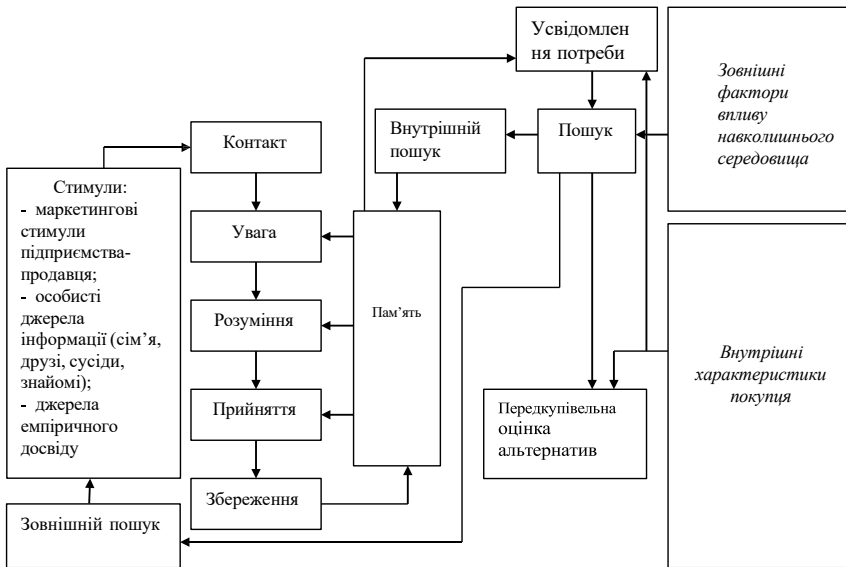 Усвідомлен
ня потреби
Зовнішні
фактори
впливу
навколишнього
середовища
Контакт
Внутрішній
пошук
Пошук
Стимули:
- маркетингові
стимули
підприємства-
продавця;
- особисті
джерела
інформації (сім’я,
друзі, сусіди,
знайомі);
- джерела
емпіричного
досвіду
Увага
Розуміння
Прийняття
Збереження
Пам’ять
Передкупівельна
оцінка
альтернатив
Внутрішні
характеристики
покупця
Зовнішній пошук